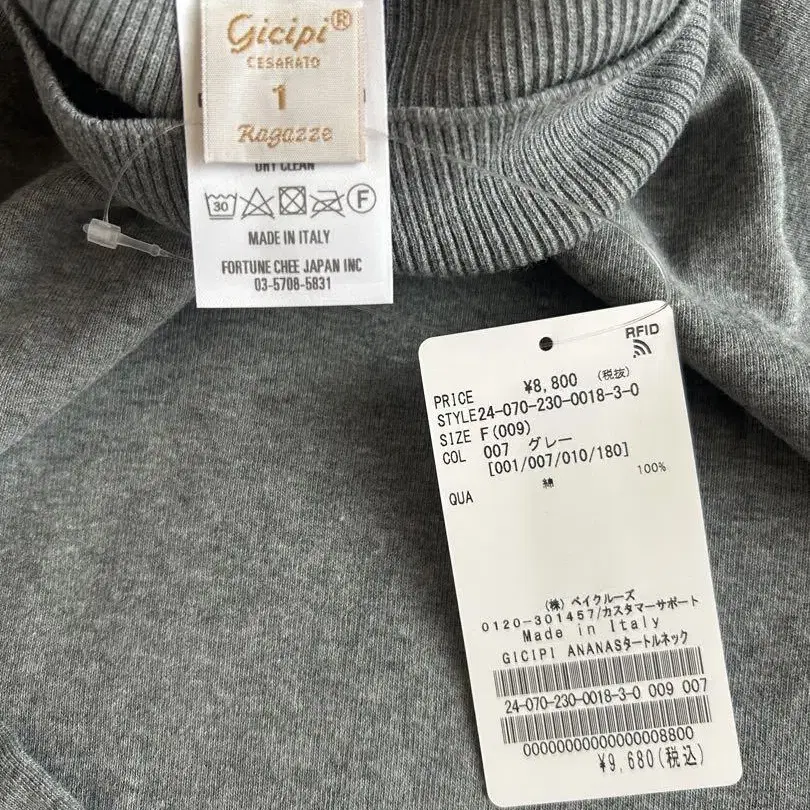 Gicipi®
CESARATO
1
Ragazze
DRY CLEAN
30
F
MADE IN ITALY
FORTUNE CHEE JAPAN INC
03-5708-5831
RFID
PRICE ¥8,800 (税抜)
STYLE 24-070-230-0018-3-0
SIZE F(009)
COL 007 グレー
[001/007/010/180]
QUA 綿 100%
(株) ベイクルーズ
0120-301457/カスタマーサポート
Made in Italy
GICIPI ANANASタートルネック
24-070-230-0018-3-0 009 007
00000000000000008800
¥9,680(税込)